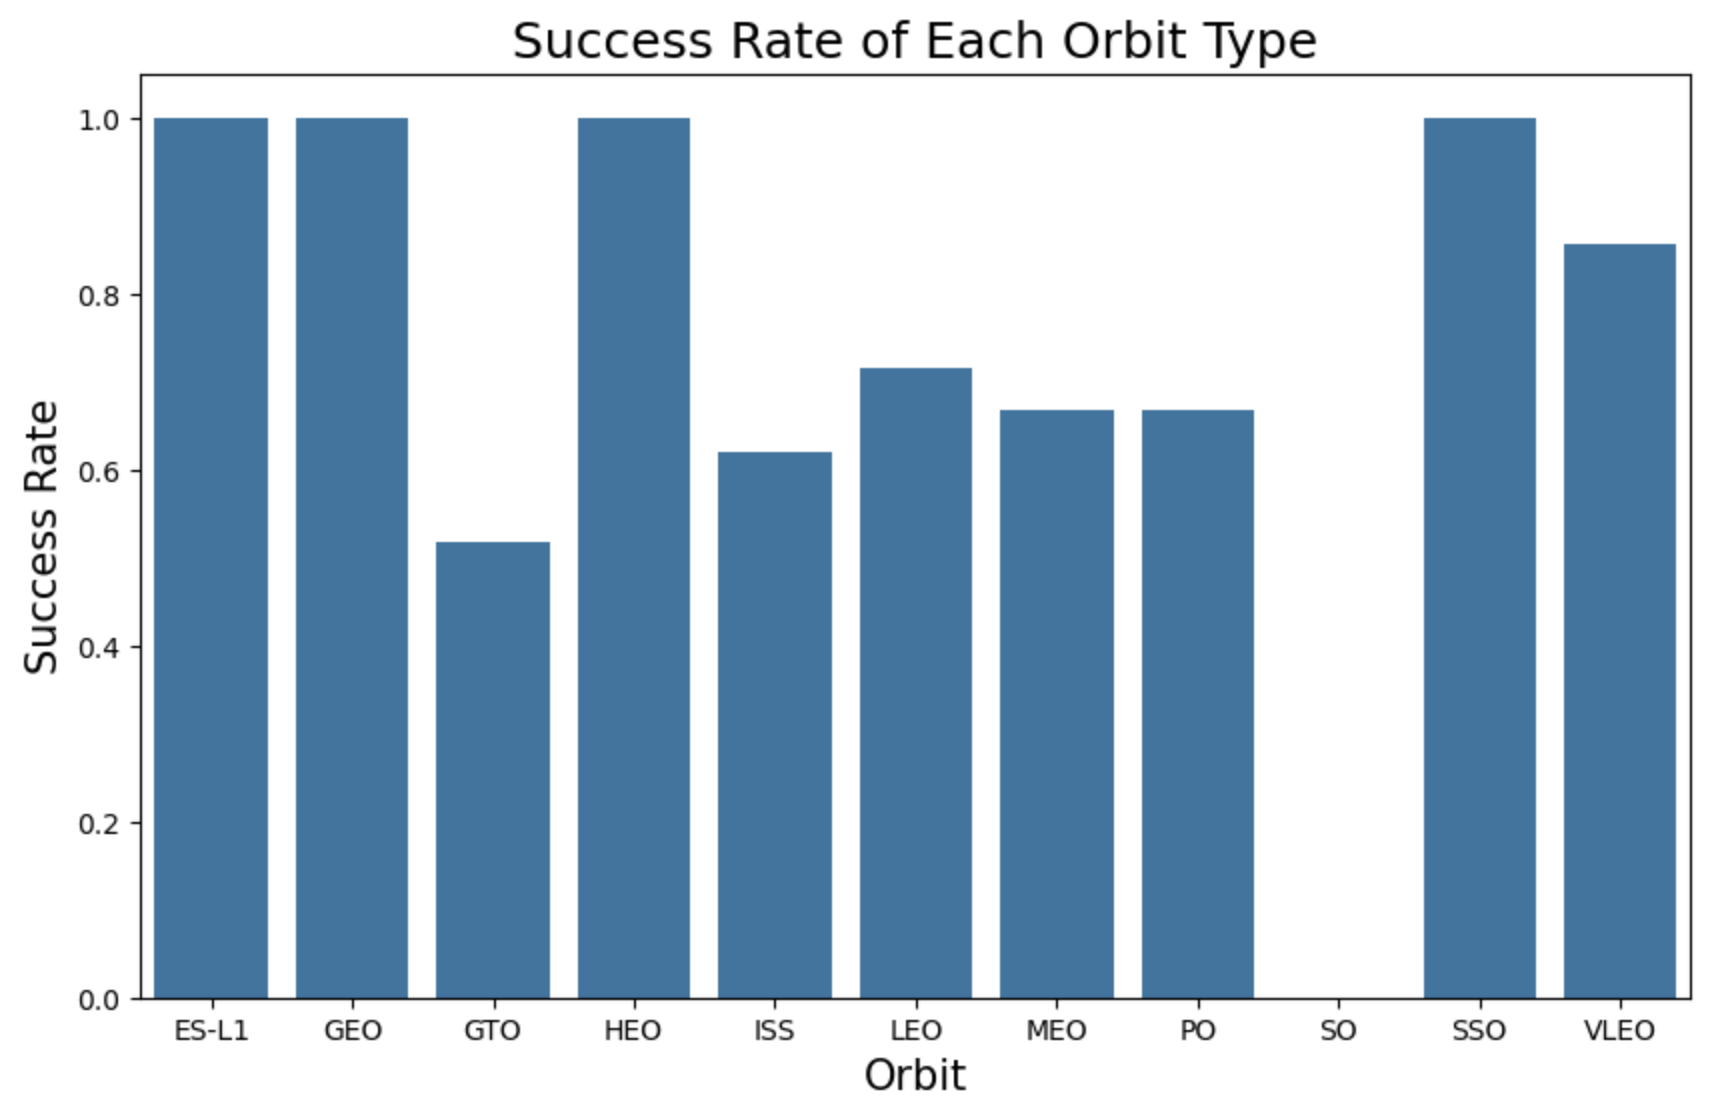 Success Rate of Each Orbit Type
Success Rate
1.0
0.8
0.6
0.4
0.2
0.0
ES-L1 GEO GTO HEO ISS LEO MEO PO SO SSO VLEO
Orbit